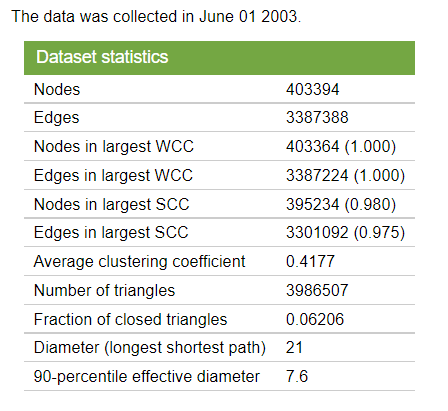 The data was collected in June 01 2003.
Dataset statistics
Nodes 403394
Edges 3387388
Nodes in largest WCC 403364 (1.000)
Edges in largest WCC 3387224 (1.000)
Nodes in largest SCC 395234 (0.980)
Edges in largest SCC 3301092 (0.975)
Average clustering coefficient 0.4177
Number of triangles 3986507
Fraction of closed triangles 0.06206
Diameter (longest shortest path) 21
90-percentile effective diameter 7.6